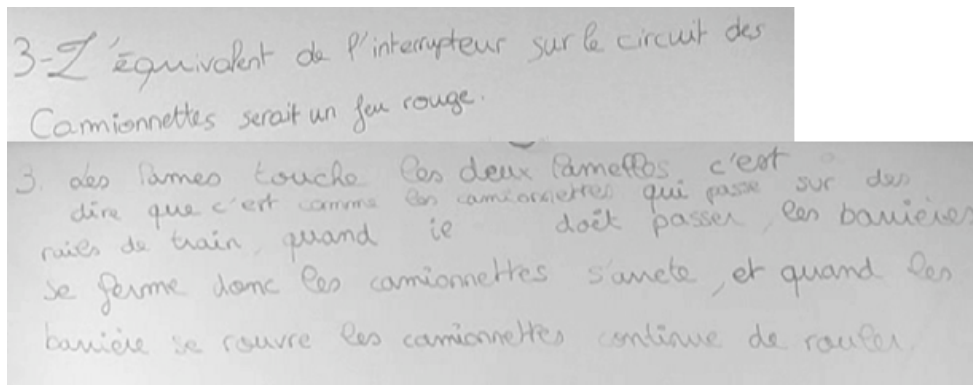 3-L'équivalent de l'interrupteur sur le circuit des
Camionnettes serait un feu rouge.
3. des lames touche les deux lamelles c'est
dire que c'est comme les camionnettes qui passe sur des
rails de train, quand ie doit passer, les barrières
se ferme donc les camionnettes s'arrete, et quand les
barrière se rouvre les camionnettes continue de rouler.